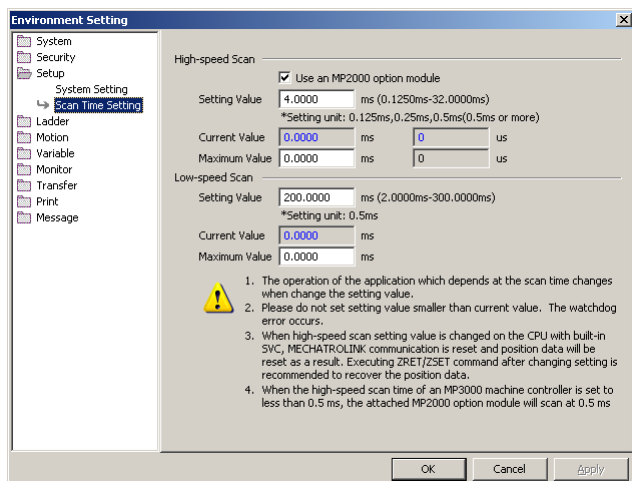 Environment Setting
System
Security
Setup
System Setting
Scan Time Setting
Ladder
Motion
Variable
Monitor
Transfer
Print
Message
High-speed Scan
Use an MP2000 option module
Setting Value 4.0000 ms (0.1250ms-32.0000ms)
*Setting unit: 0.125ms,0.25ms,0.5ms(0.5ms or more)
Current Value 0.0000 ms 0 us
Maximum Value 0.0000 ms 0 us
Low-speed Scan
Setting Value 200.0000 ms (2.0000ms-300.0000ms)
*Setting unit: 0.5ms
Current Value 0.0000 ms
Maximum Value 0.0000 ms
1. The operation of the application which depends at the scan time changes
when change the setting value.
2. Please do not set setting value smaller than current value. The watchdog
error occurs.
3. When high-speed scan setting value is changed on the CPU with built-in
SVC, MECHATROLINK communication is reset and position data will be
reset as a result. Executing ZRET/ZSET command after changing setting is
recommended to recover the position data.
4. When the high-speed scan time of an MP3000 machine controller is set to
less than 0.5 ms, the attached MP2000 option module will scan at 0.5 ms
OK Cancel Apply